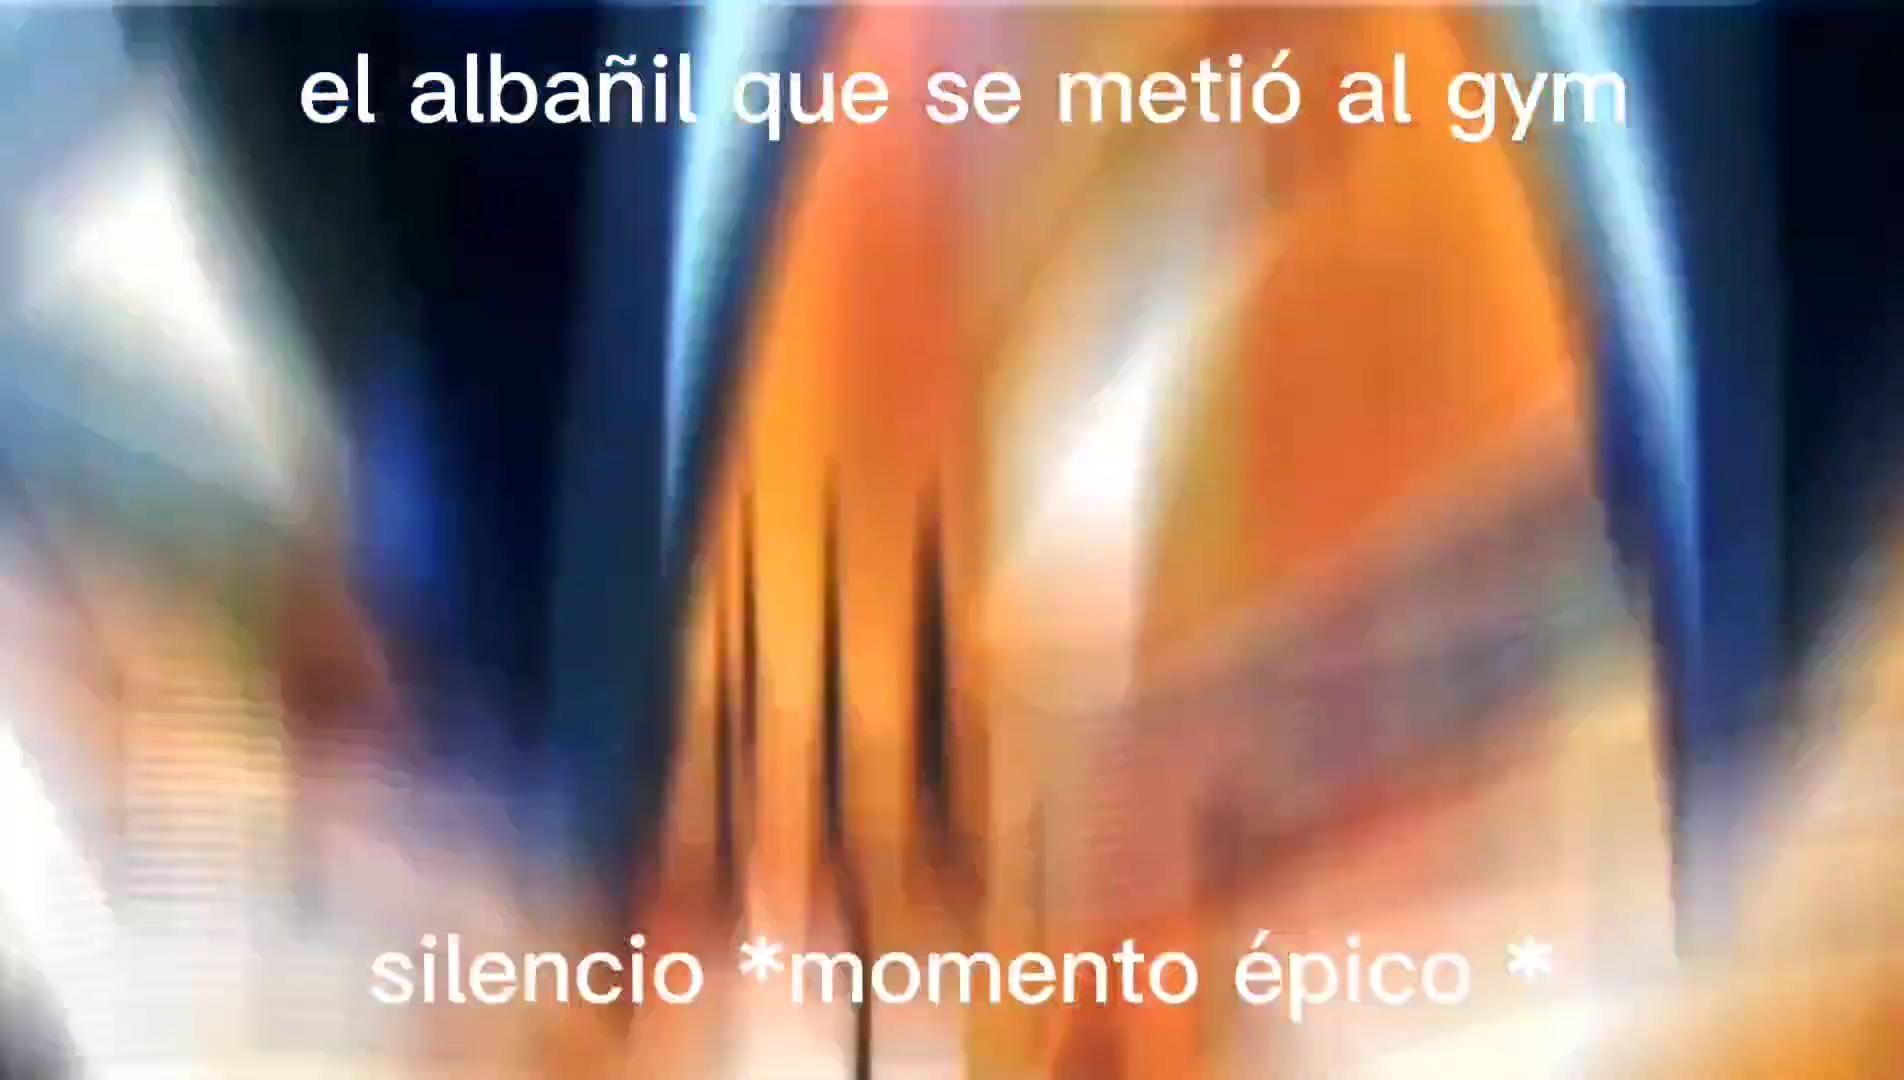 el albañil que se metió al gym
silencio *momento épico *